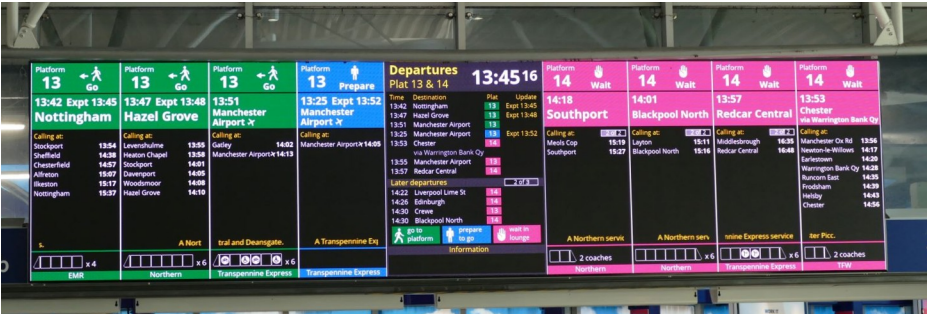 Platform
13
Go
13:42 Expt 13:45
Nottingham
Calling at:
Stockport 13:54
Sheffield 14:38
Chesterfield 14:57
Alfreton 15:07
Ilkeston 15:17
Nottingham 15:37
s.
x 4
EMR
Platform
13
Go
13:47 Expt 13:48
Hazel Grove
Calling at:
Levenshulme 13:55
Heaton Chapel 13:58
Stockport 14:01
Davenport 14:05
Woodsmoor 14:08
Hazel Grove 14:10
A Nort
x 6
Northern
Platform
13
Go
13:51
Manchester
Airport
Calling at:
Gatley 14:02
Manchester Airport 14:13
tral and Deansgate.
x 6
Transpennine Express
Platform
13
Prepare
13:25 Expt 13:52
Manchester
Airport
Calling at:
Manchester Airport 14:05
A Transpennine Exp
Transpennine Express
Departures
Plat 13 & 14
13:45 16
Time Destination Plat Update
13:42 Nottingham 13 Expt 13:45
13:47 Hazel Grove 13 Expt 13:48
13:51 Manchester Airport 13
13:25 Manchester Airport 13 Expt 13:52
13:53 Chester 14
via Warrington Bank Qy
13:55 Manchester Airport 13
13:57 Redcar Central 14
Later departures 2 of 3
14:22 Liverpool Lime St 14
14:26 Edinburgh 14
14:30 Crewe 13
14:30 Blackpool North 14
go to
platform
prepare
to go
wait in
lounge
Information
Platform
14
Wait
14:18
Southport
Calling at:
Meols Cop 15:19
Southport 15:27
A Northern servic
2 coaches
Northern
Platform
14
Wait
14:01
Blackpool North
Calling at:
Layton 15:11
Blackpool North 15:16
A Northern serv
x 6
Northern
Platform
14
Wait
13:57
Redcar Central
Calling at:
Middlesbrough 16:35
Redcar Central 16:48
nnine Express service
x 6
Transpennine Express
Platform
14
Wait
13:53
Chester
via Warrington Bank Qy
Calling at:
Manchester Ox Rd 13:56
Newton-le-Willows 14:17
Earlestown 14:20
Warrington Bank Qy 14:28
Runcorn East 14:35
Frodsham 14:39
Helsby 14:43
Chester 14:56
ster Picc.
2 coaches
TFW